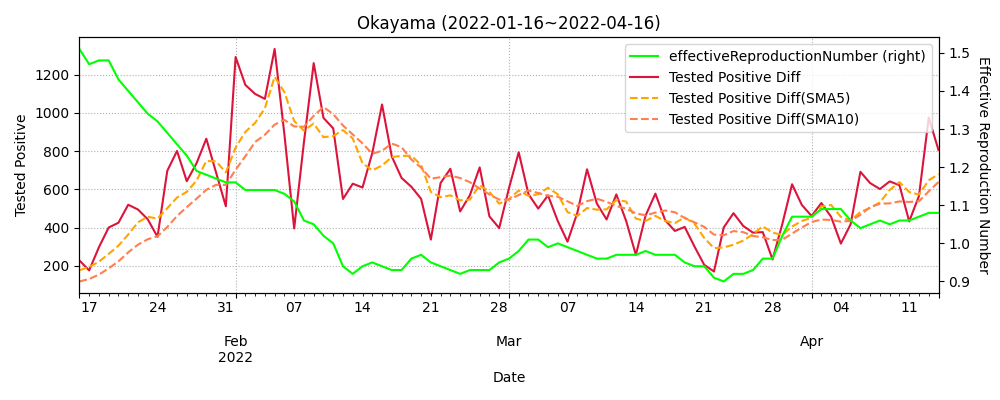 Okayama (2022-01-16~2022-04-16)
effectiveReproductionNumber (right)
Tested Positive Diff
Tested Positive Diff(SMA5)
Tested Positive Diff(SMA10)
Tested Positive
1200
1000
800
600
400
200
Effective Reproduction Number
1.5
1.4
1.3
1.2
1.1
1.0
0.9
17 24 31 07 14 21 28 07 14 21 28 04 11
Feb Mar Apr
2022
Date